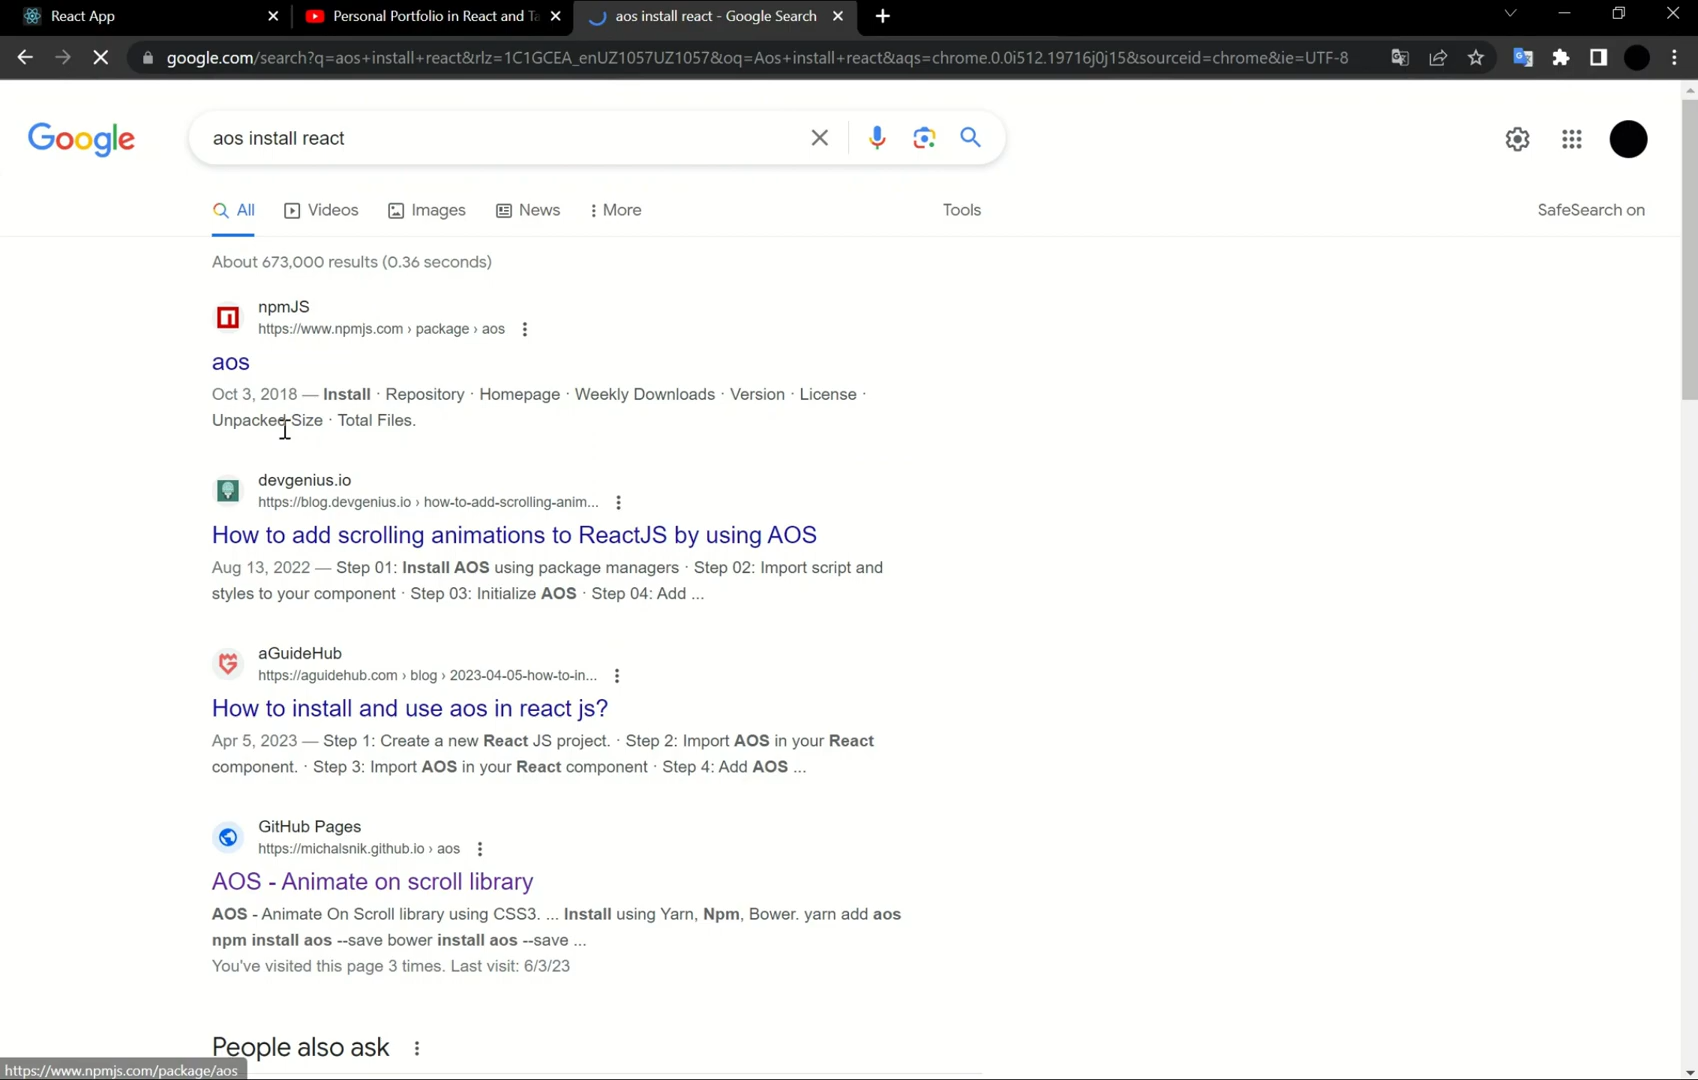 React App
Personal Portfolio in React and Ta
aos install react - Google Search
google.com/search?q=aos+install+react&rlz=1C1GCEA_enUZ1057UZ1057&oq=Aos+install+react&aqs=chrome.0.0i512.19716j0j15&sourceid=chrome&ie=UTF-8
Google
aos install react
All
Videos
Images
News
More
Tools
SafeSearch on
About 673,000 results (0.36 seconds)
npmJS
https://www.npmjs.com › package › aos
aos
Oct 3, 2018 — Install · Repository · Homepage · Weekly Downloads · Version · License ·
Unpacked Size · Total Files.
devgenius.io
https://blog.devgenius.io › how-to-add-scrolling-anim...
How to add scrolling animations to ReactJS by using AOS
Aug 13, 2022 — Step 01: Install AOS using package managers · Step 02: Import script and
styles to your component · Step 03: Initialize AOS · Step 04: Add ...
aGuideHub
https://aguidehub.com › blog › 2023-04-05-how-to-in...
How to install and use aos in react js?
Apr 5, 2023 — Step 1: Create a new React JS project. · Step 2: Import AOS in your React
component. · Step 3: Import AOS in your React component · Step 4: Add AOS ...
GitHub Pages
https://michalsnik.github.io › aos
AOS - Animate on scroll library
AOS - Animate On Scroll library using CSS3. ... Install using Yarn, Npm, Bower. yarn add aos
npm install aos --save bower install aos --save ...
You've visited this page 3 times. Last visit: 6/3/23
People also ask
https://www.npmjs.com/package/aos